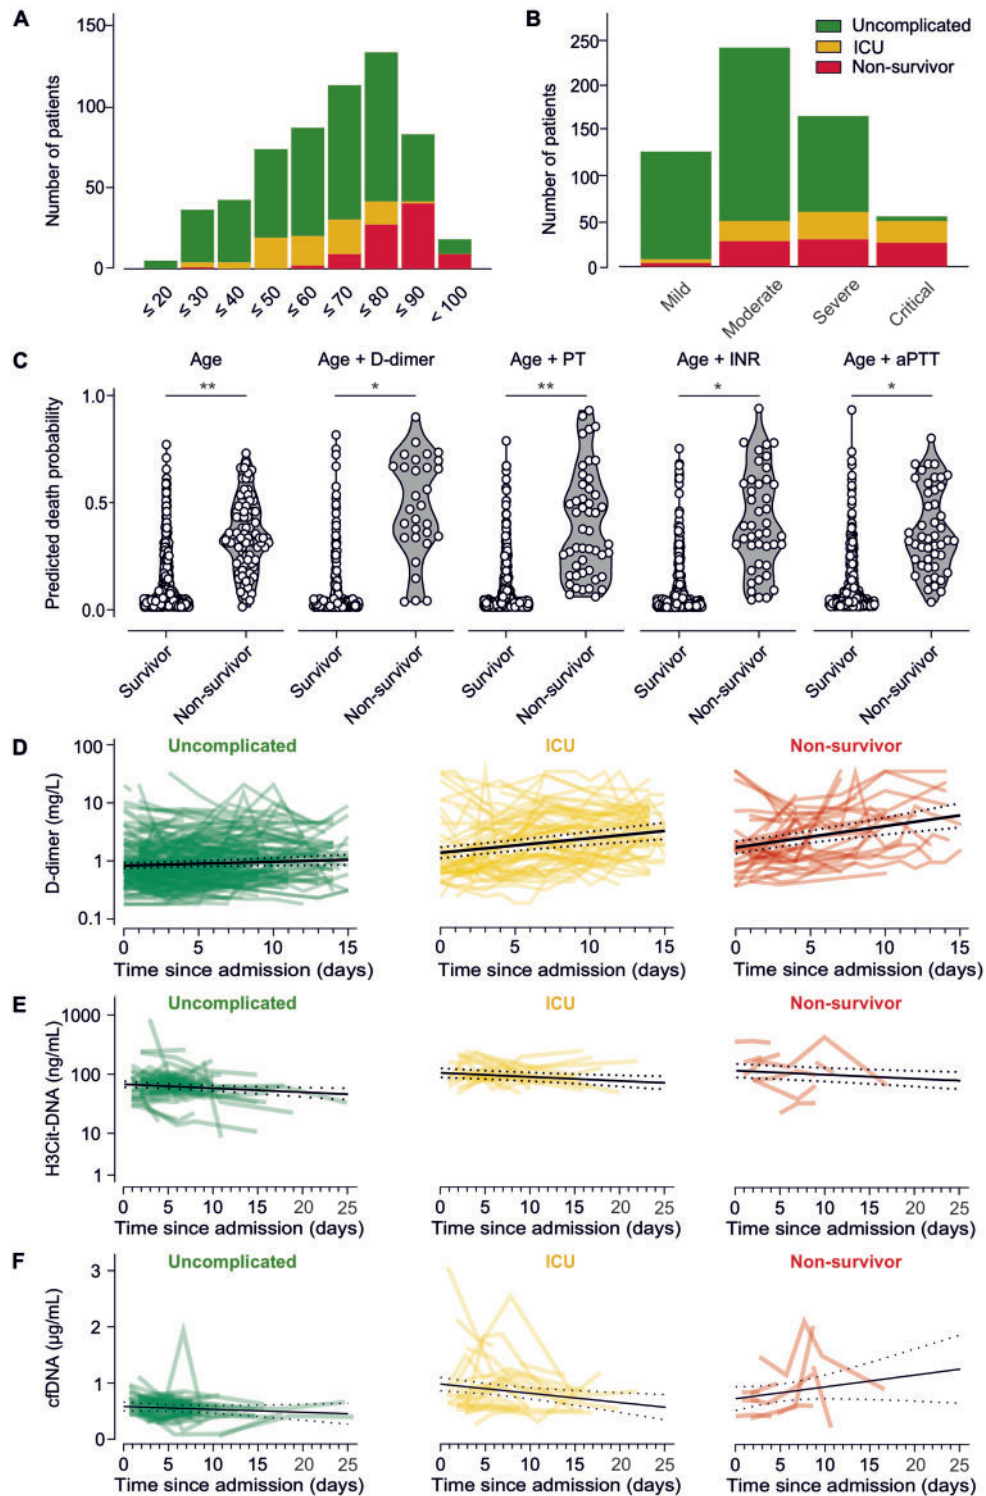 A
Number of patients
150
100
50
0
≤ 20 ≤ 30 ≤ 40 ≤ 50 ≤ 60 ≤ 70 ≤ 80 ≤ 90 < 100
B
Number of patients
250
200
150
100
50
0
Mild Moderate Severe Critical
Uncomplicated
ICU
Non-survivor
C
Age Age + D-dimer Age + PT Age + INR Age + aPTT
** * ** * *
Predicted death probability
1.0
0.5
0.0
Survivor Non-survivor Survivor Non-survivor Survivor Non-survivor Survivor Non-survivor Survivor Non-survivor
D
Uncomplicated ICU Non-survivor
D-dimer (mg/L)
100
10
1
0.1
0 5 10 15 0 5 10 15 0 5 10 15
Time since admission (days) Time since admission (days) Time since admission (days)
E
Uncomplicated ICU Non-survivor
H3Cit-DNA (ng/mL)
1000
100
10
1
0 5 10 15 20 25 0 5 10 15 20 25 0 5 10 15 20 25
Time since admission (days) Time since admission (days) Time since admission (days)
F
Uncomplicated ICU Non-survivor
cfDNA (µg/mL)
3
2
1
0
0 5 10 15 20 25 0 5 10 15 20 25 0 5 10 15 20 25
Time since admission (days) Time since admission (days) Time since admission (days)